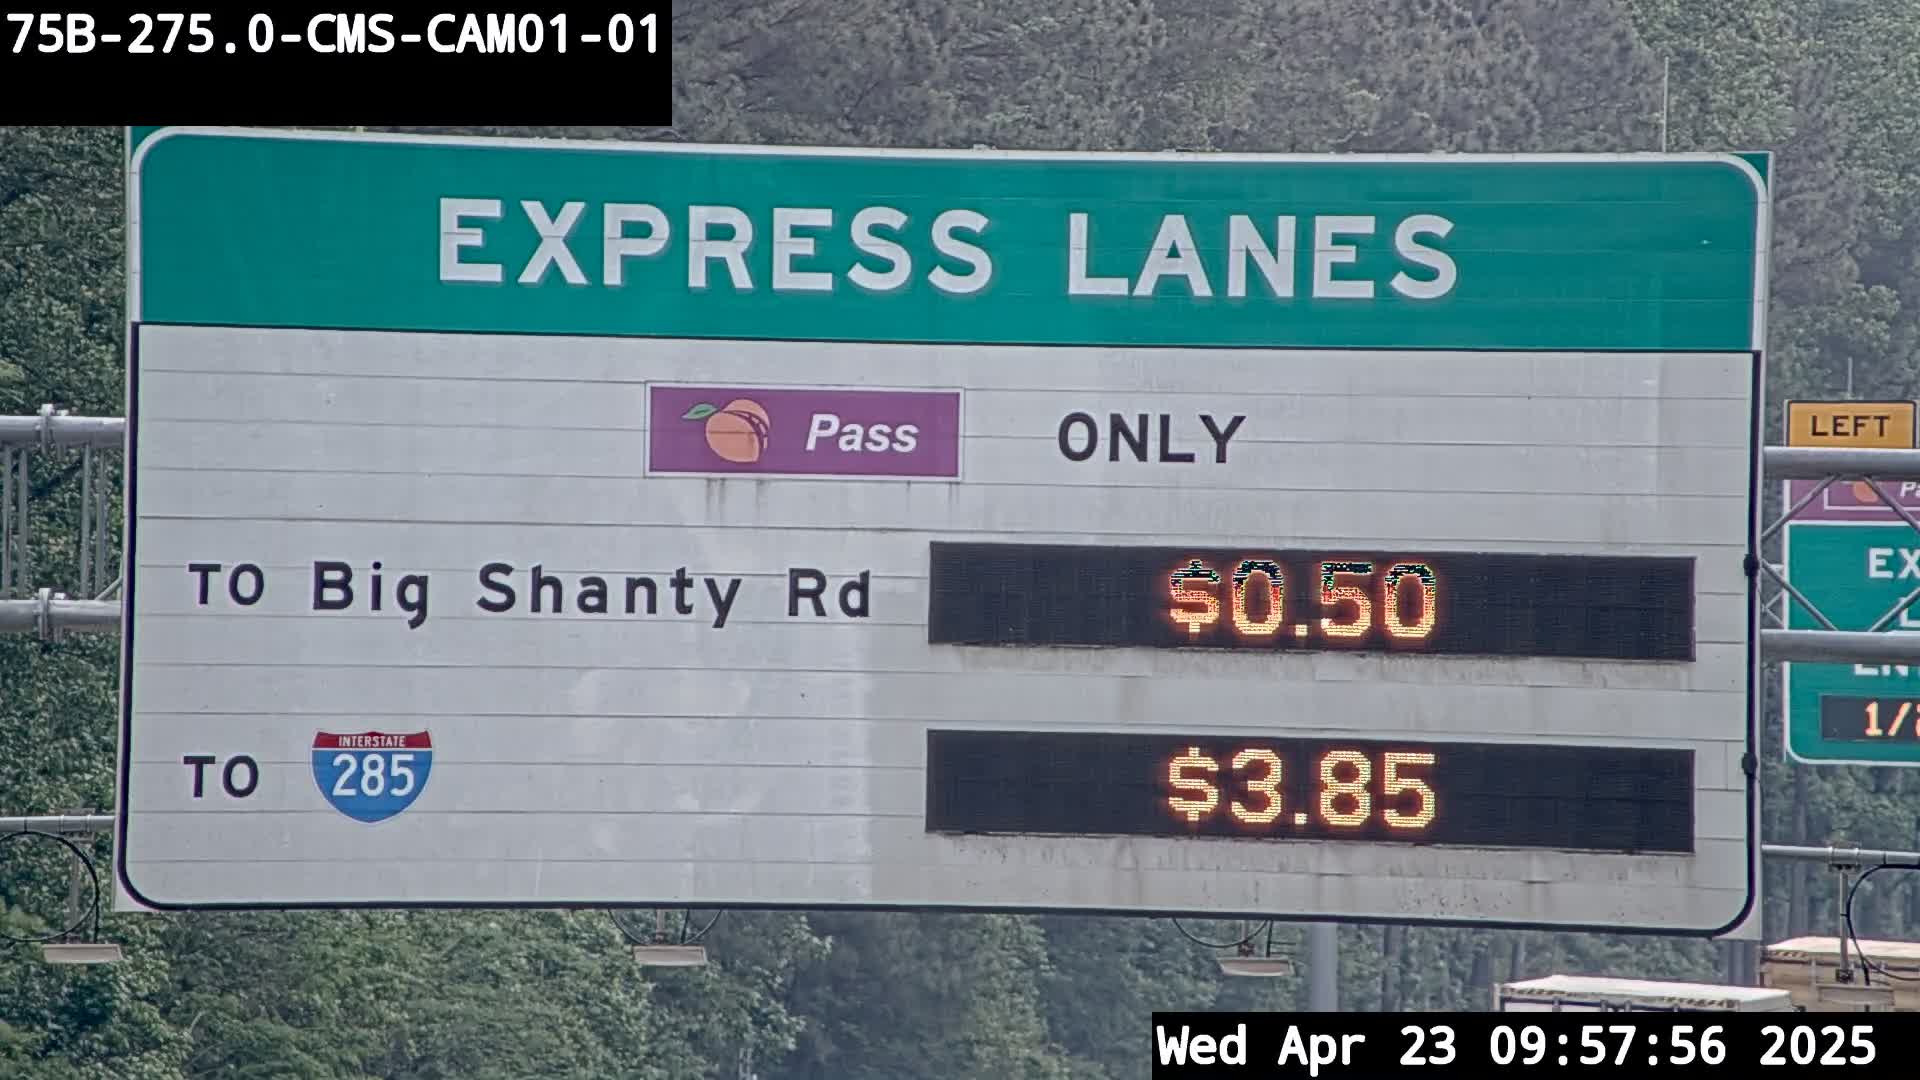 75B-275.0-CMS-CAM01-01
EXPRESS LANES
Pass ONLY
TO Big Shanty Rd $0.50
TO INTERSTATE 285 $3.85
LEFT
Wed Apr 23 09:57:56 2025